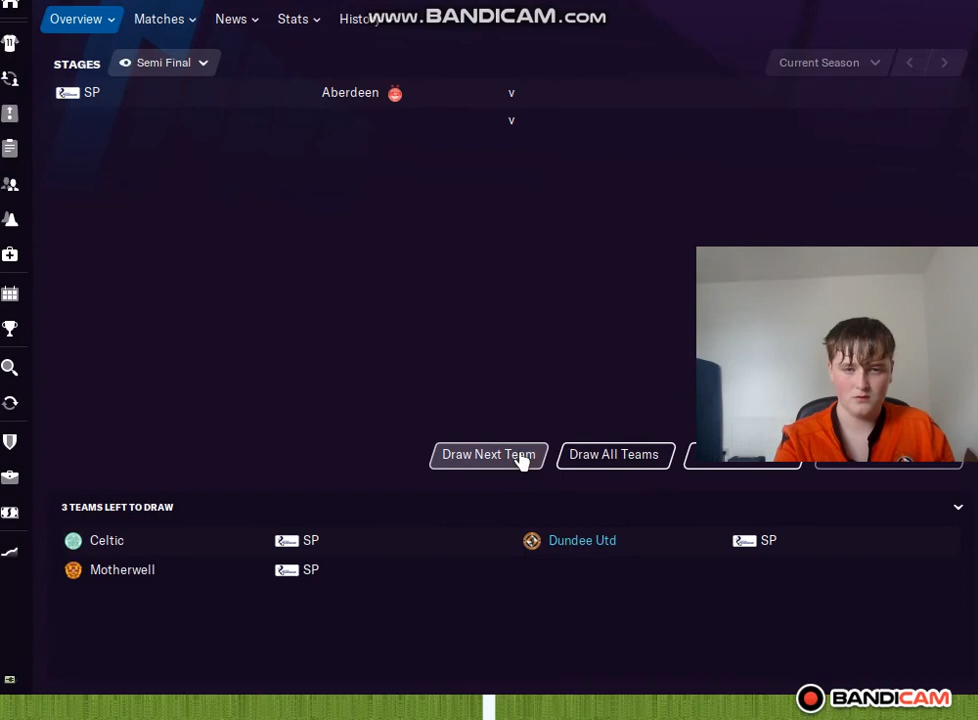 Overview Matches News Stats Histo
www.BANDICAM.com
STAGES Semi Final Current Season
SP Aberdeen v
v
Draw Next Team Draw All Teams
3 TEAMS LEFT TO DRAW
Celtic SP Dundee Utd SP
Motherwell SP
BANDICAM